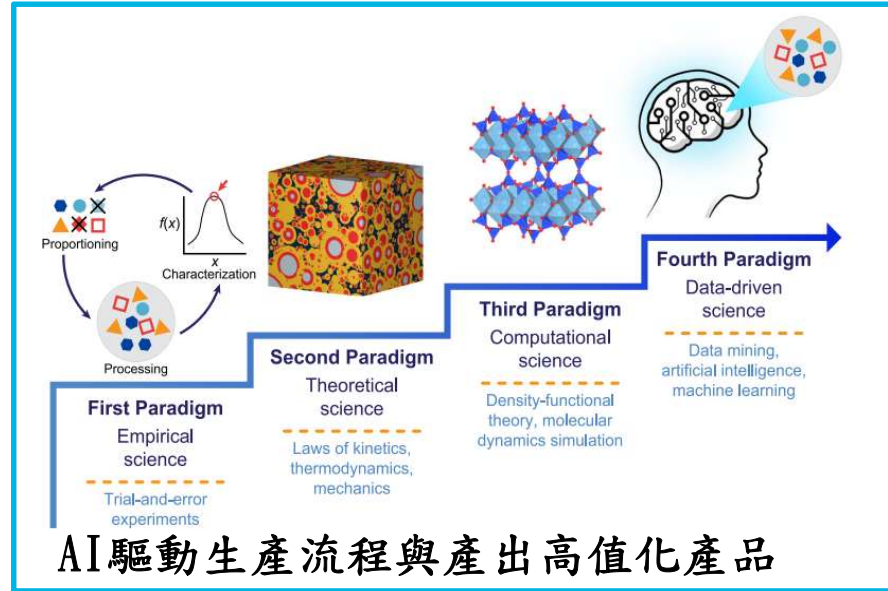 Proportioning
f(x)
x
Characterization
Processing
First Paradigm
Empirical
science
Trial-and-error
experiments
Second Paradigm
Theoretical
science
Laws of kinetics,
thermodynamics,
mechanics
Third Paradigm
Computational
science
Density-functional
theory, molecular
dynamics simulation
Fourth Paradigm
Data-driven
science
Data mining,
artificial intelligence,
machine learning
AI驅動生產流程與產出高值化產品